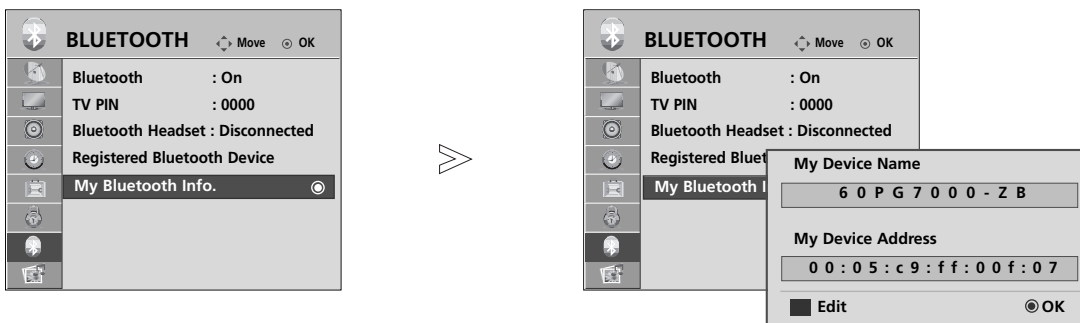 BLUETOOTH Move OK
Bluetooth : On
TV PIN : 0000
Bluetooth Headset : Disconnected
Registered Bluetooth Device
My Bluetooth Info.
BLUETOOTH Move OK
Bluetooth : On
TV PIN : 0000
Bluetooth Headset : Disconnected
Registered Bluet
My Bluetooth I
My Device Name
60PG7000-ZB
My Device Address
00:05:c9:ff:00f:07
Edit OK